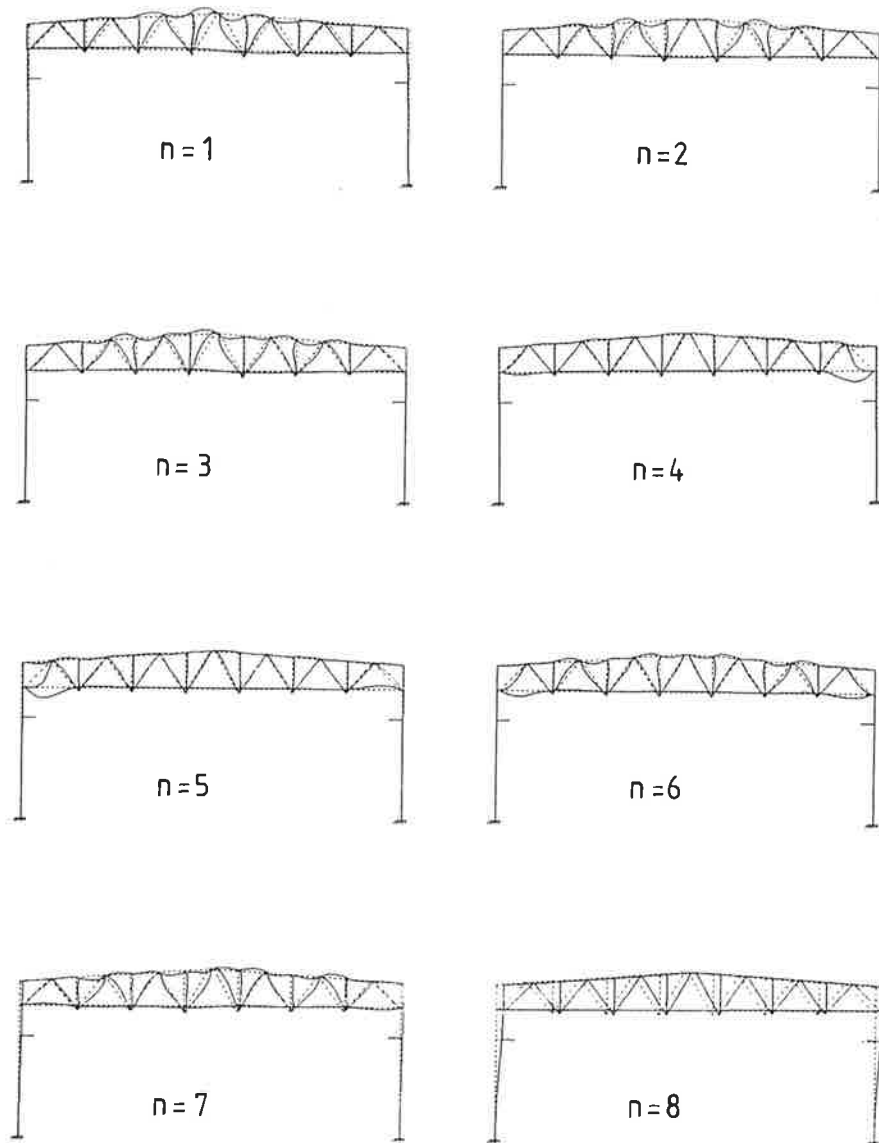 n = 1
n = 2
n = 3
n = 4
n = 5
n = 6
n = 7
n = 8